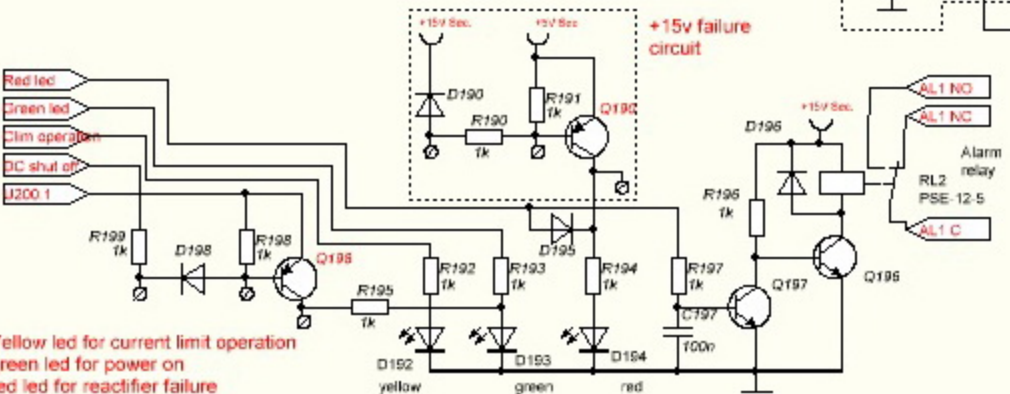 +15V Sec.
+15V Sec
+15v failure
circuit
Red led
Green led
Clim operation
DC shut off
U200 1
D190
R190
1k
R191
1k
Q190
+15V Sec.
D196
AL1 NO
AL1 NC
Alarm
relay
RL2
PSE-12-5
AL1 C
R196
1k
R199
1k
D198
R198
1k
Q198
D195
R195
1k
R192
1k
R193
1k
R194
1k
R197
1k
C197
100n
Q197
Q196
D192
D193
D194
yellow
green
red
Yellow led for current limit operation
reen led for power on
ed led for reactifier failure